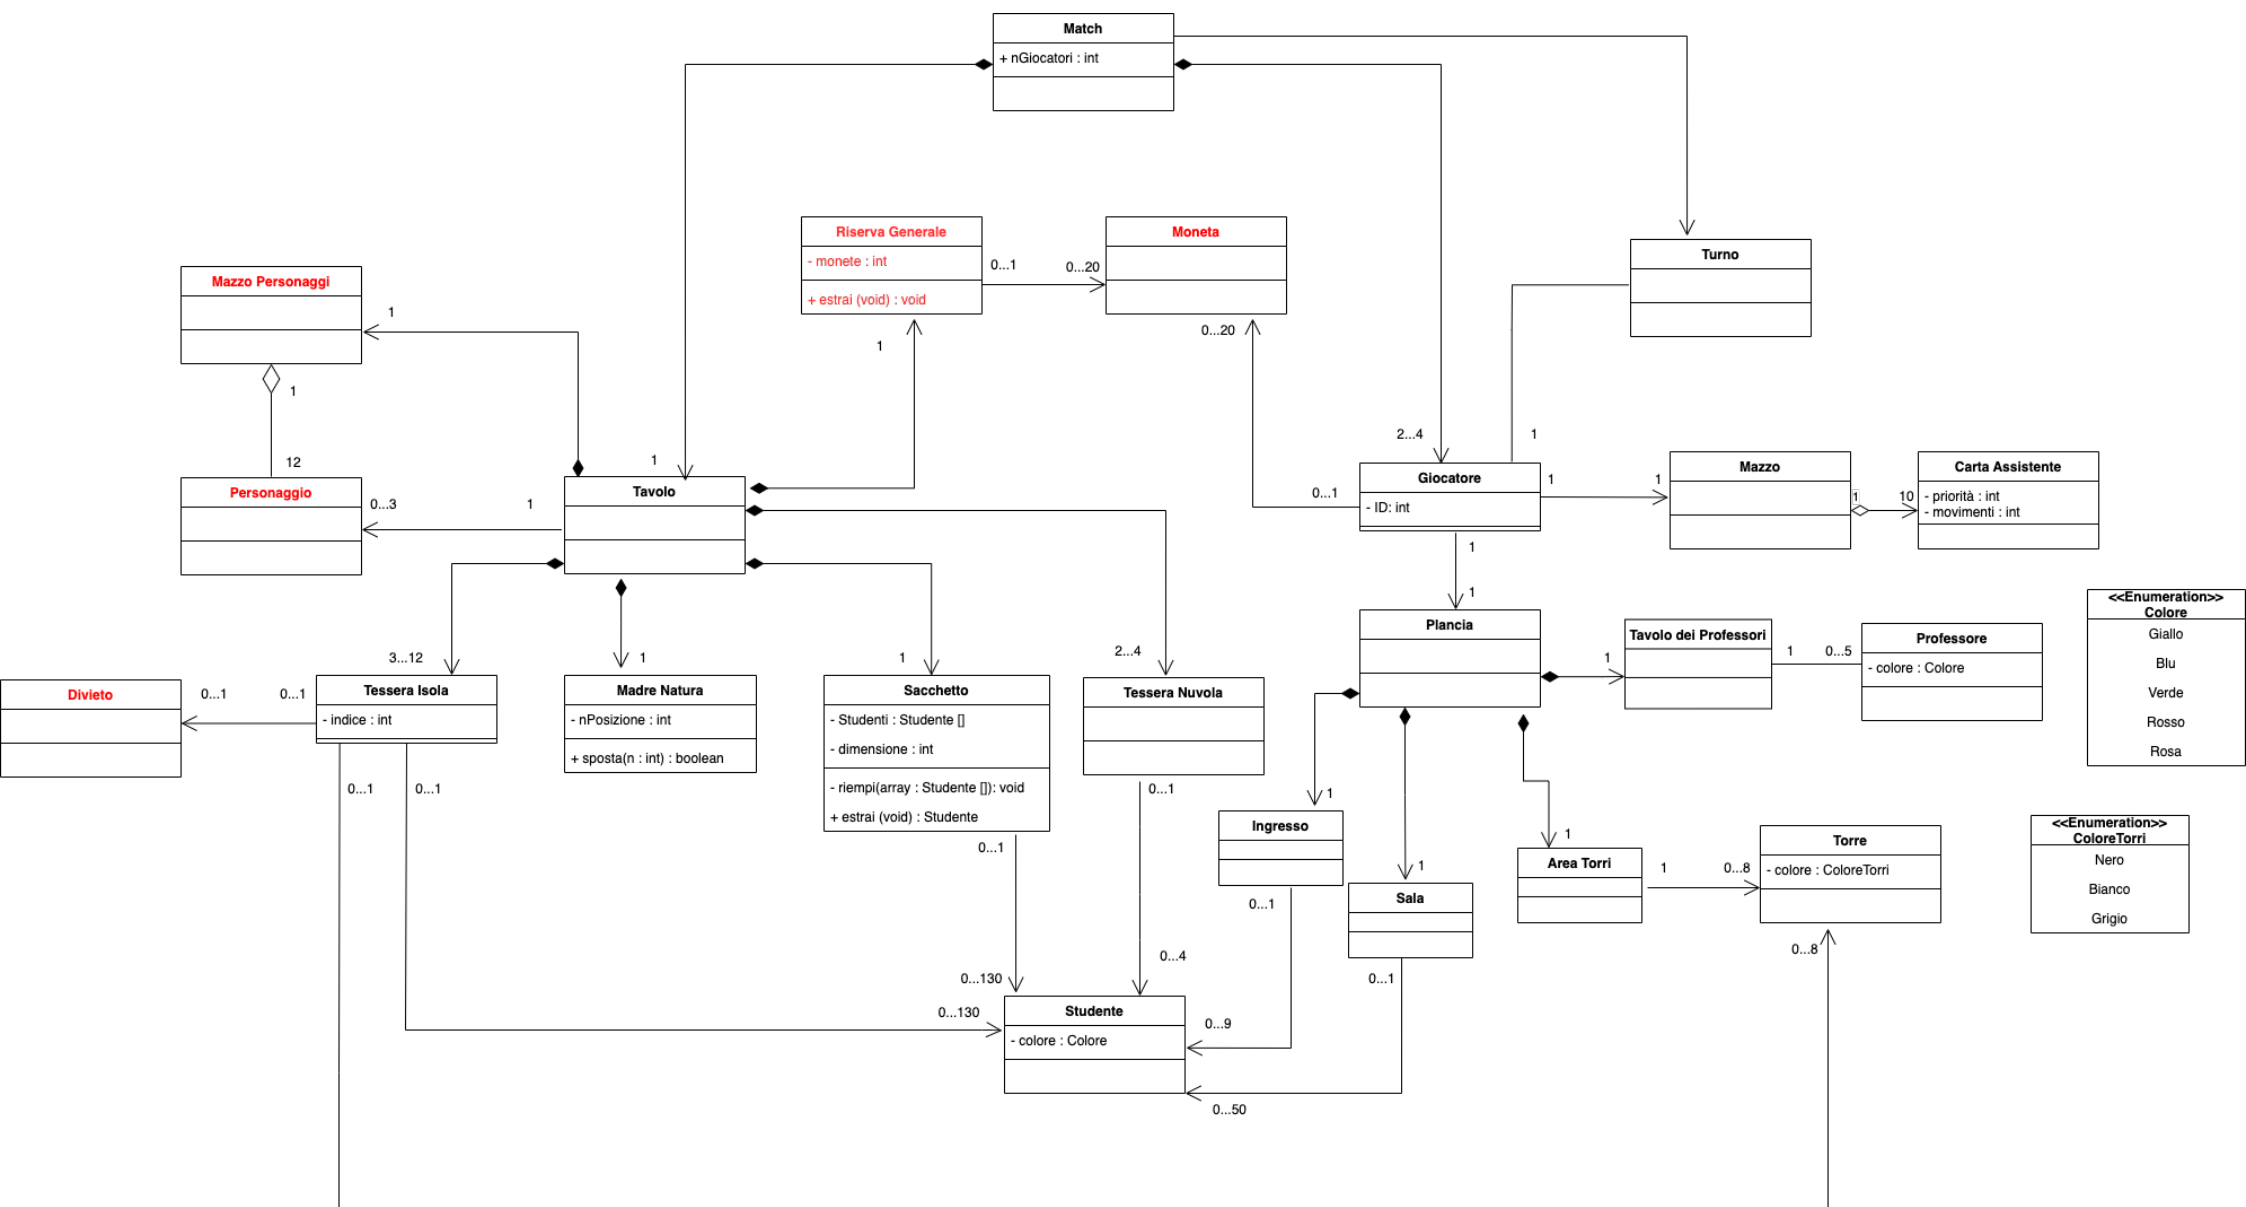 Match
+ nGiocatori : int
Riserva Generale
- monete : int
+ estrai (void) : void
0...1
0...20
Moneta
Turno
Mazzo Personaggi
1
1
0...20
1
12
1
2...4
1
Personaggio
0...3
1
Tavolo
0...1
Giocatore
- ID: int
1
1
Mazzo
1
10
Carta Assistente
- priorità : int
- movimenti : int
1
1
<<Enumeration>>
Colore
Giallo
Blu
Verde
Rosso
Rosa
Plancia
1
Tavolo dei Professori
1
0...5
Professore
- colore : Colore
3...12
1
1
2...4
Divieto
0...1
0...1
Tessera Isola
- indice : int
Madre Natura
- nPosizione : int
+ sposta(n : int) : boolean
Sacchetto
- Studenti : Studente []
- dimensione : int
- riempi(array : Studente []): void
+ estrai (void) : Studente
Tessera Nuvola
0...1
0...1
0...1
1
Ingresso
1
Sala
1
Area Torri
1
0...8
Torre
- colore : ColoreTorri
<<Enumeration>>
ColoreTorri
Nero
Bianco
Grigio
0...1
0...1
0...1
0...8
0...4
0...130
0...130
Studente
- colore : Colore
0...9
0...50